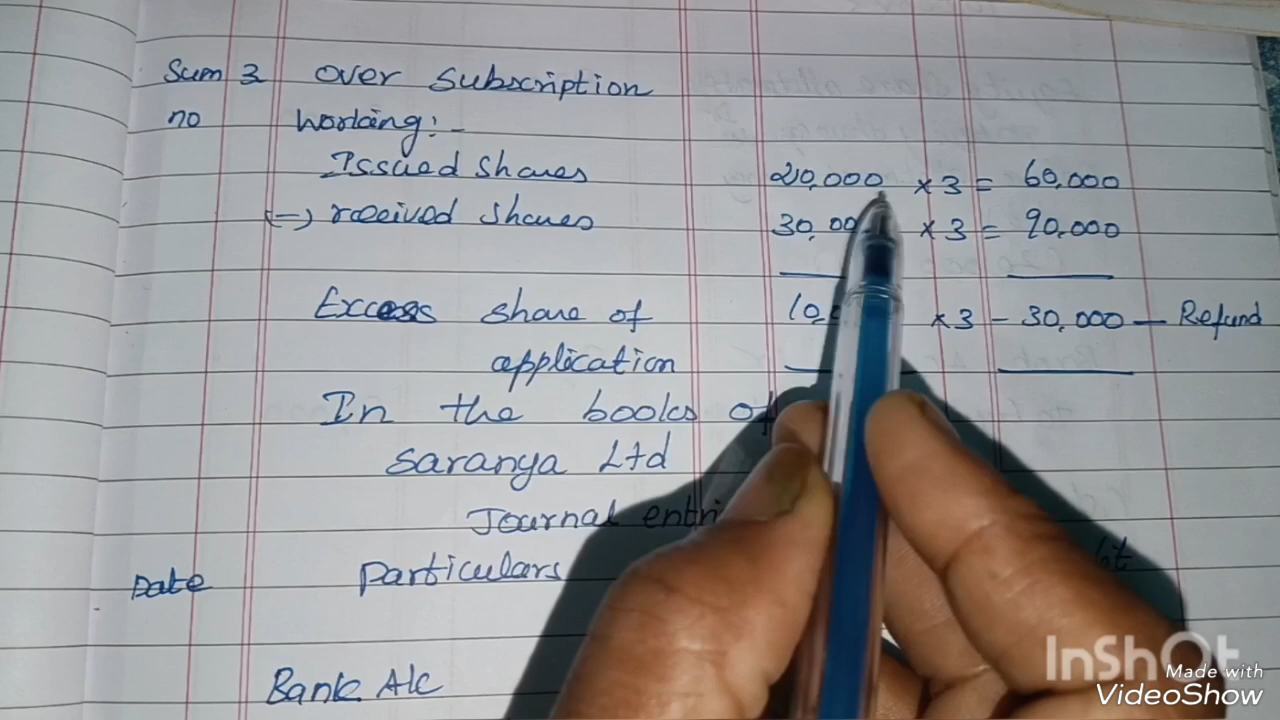 Sum 3 Over Subscription
no Working:-
Issued Shares 20,000 × 3 = 60,000
(-) received Shares 30,00 × 3 = 90,000
Excess Share of 10, × 3 - 30,000 - Refund
application
In the books of
Saranya Ltd
Journal entri
Date Particulars
Bank A/c
InShOt
Made with
VideoShow